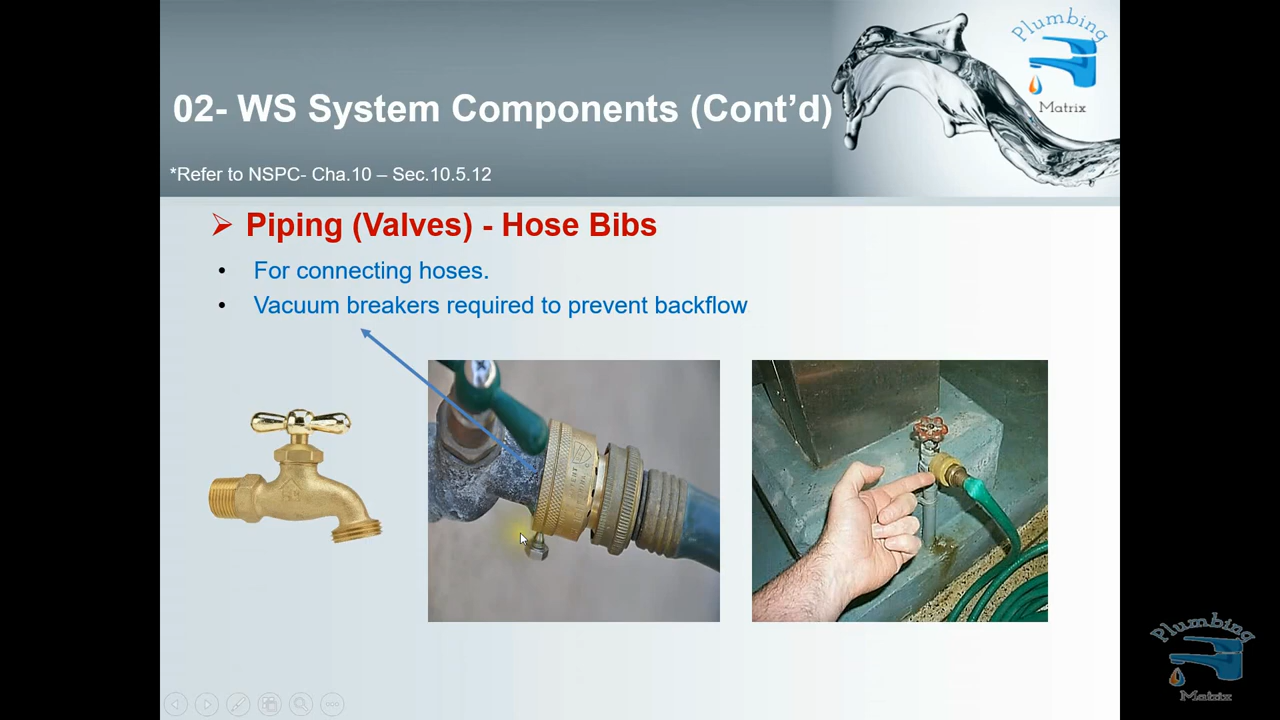 Plumbing
Matrix
02- WS System Components (Cont’d)
*Refer to NSPC- Cha.10 – Sec.10.5.12
Piping (Valves) - Hose Bibs
For connecting hoses.
Vacuum breakers required to prevent backflow
Plumbing
Matrix